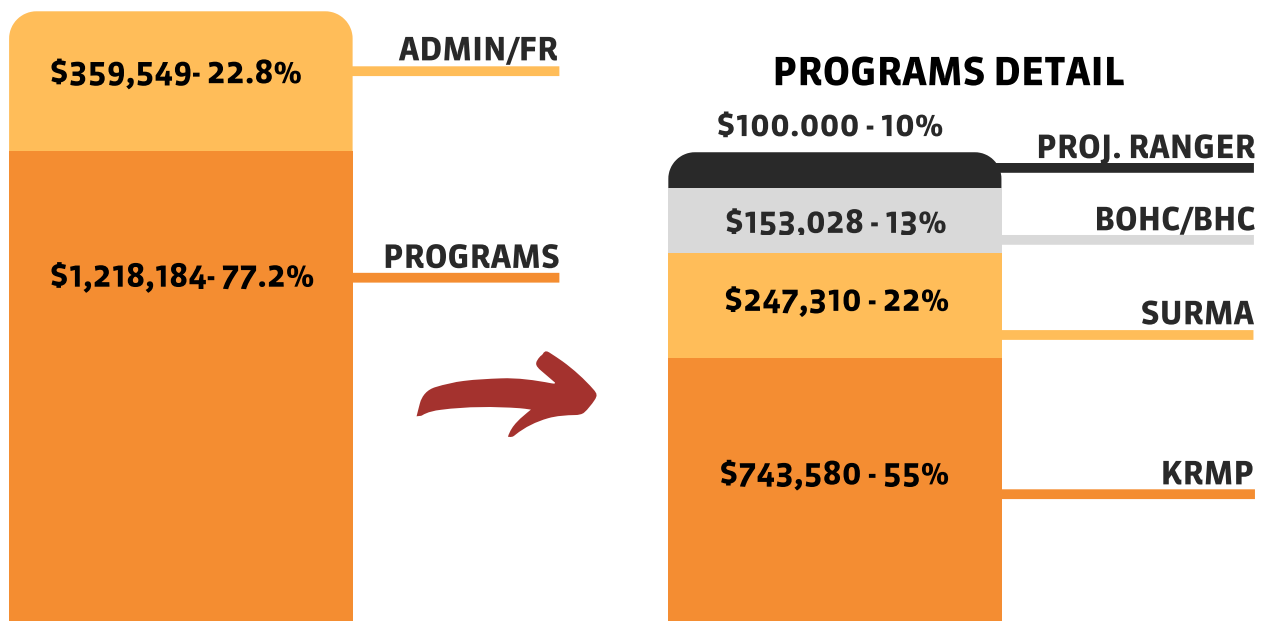 ADMIN/FR
$359,549- 22.8%
PROGRAMS
$1,218,184- 77.2%
PROGRAMS DETAIL
$100.000 - 10%
PROJ. RANGER
$153,028 - 13%
BOHC/BHC
$247,310 - 22%
SURMA
$743,580 - 55%
KRMP